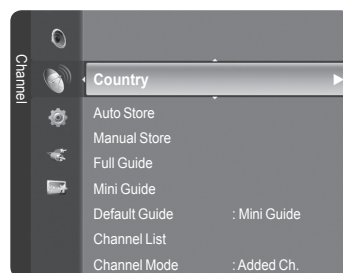 Channel
Country
Auto Store
Manual Store
Full Guide
Mini Guide
Default Guide : Mini Guide
Channel List
Channel Mode : Added Ch.